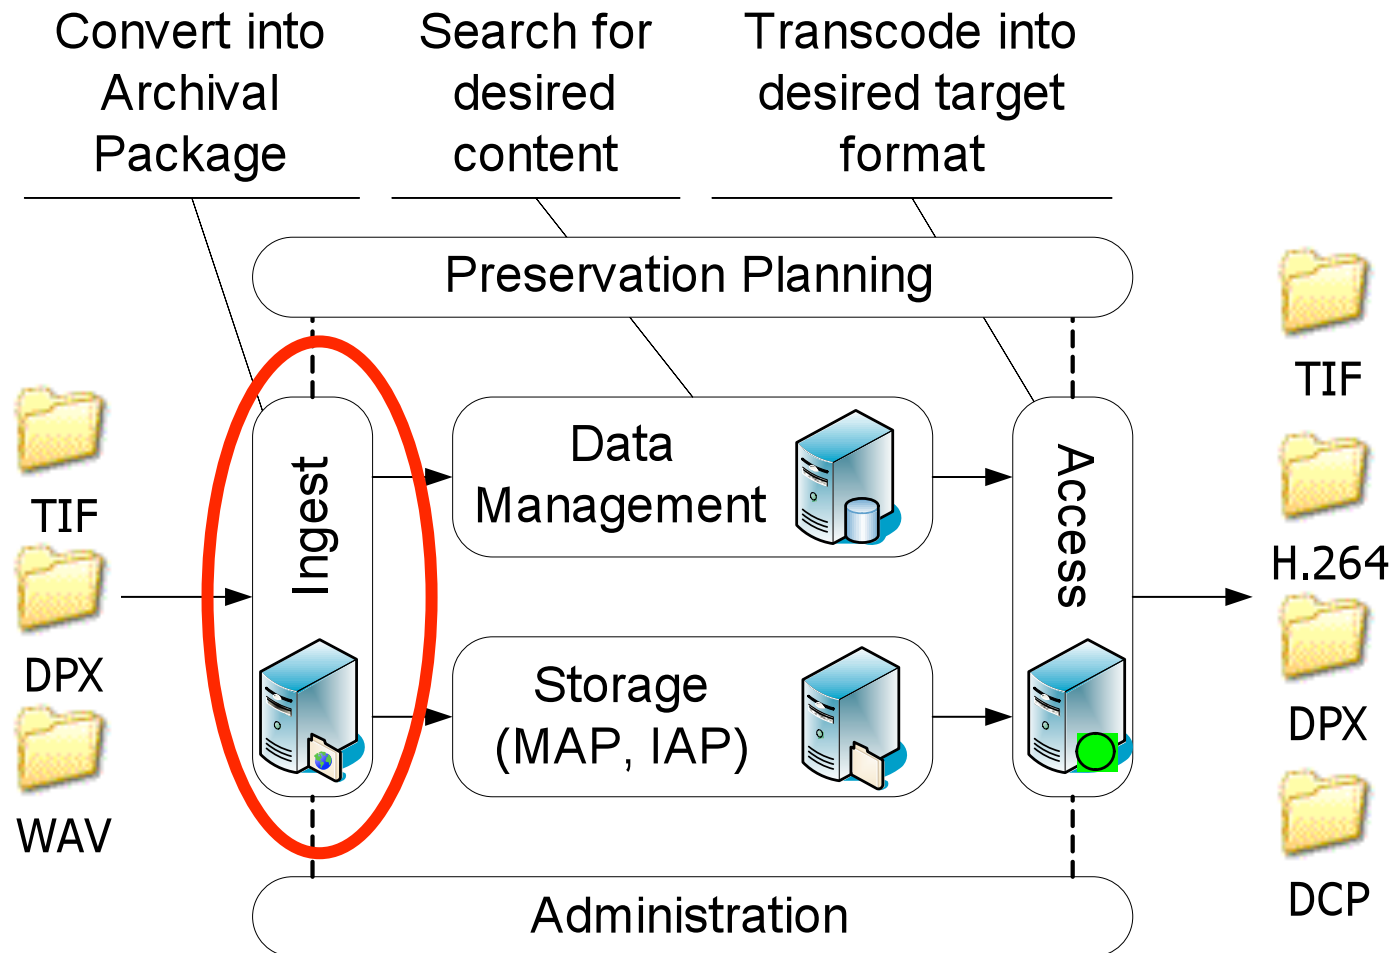 Convert into
Archival
Package
Search for
desired
content
Transcode into
desired target
format
Preservation Planning
TIF
DPX
WAV
Ingest
Data
Management
Storage
(MAP, IAP)
Access
TIF
H.264
DPX
DCP
Administration